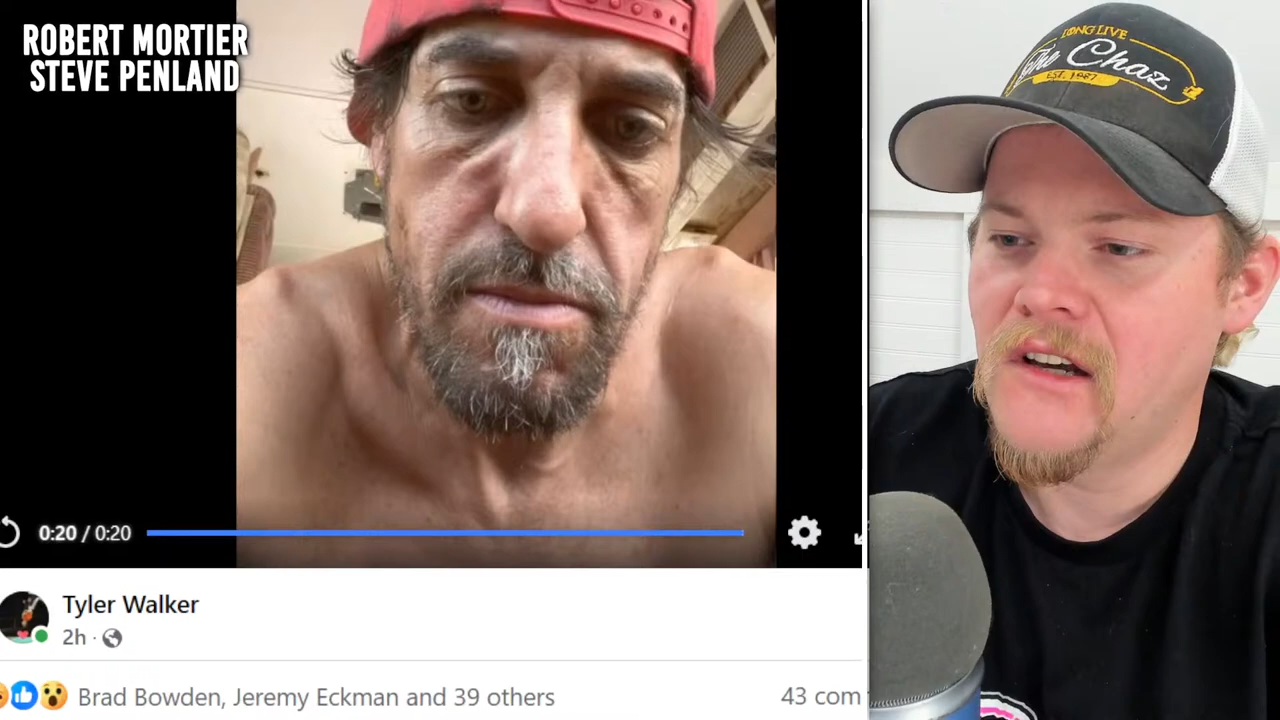 ROBERT MORTIER
STEVE PENLAND
LONG LIVE
The Chaz
EST. 1987
0:20 / 0:20
Tyler Walker
2h ·
Brad Bowden, Jeremy Eckman and 39 others
43 com